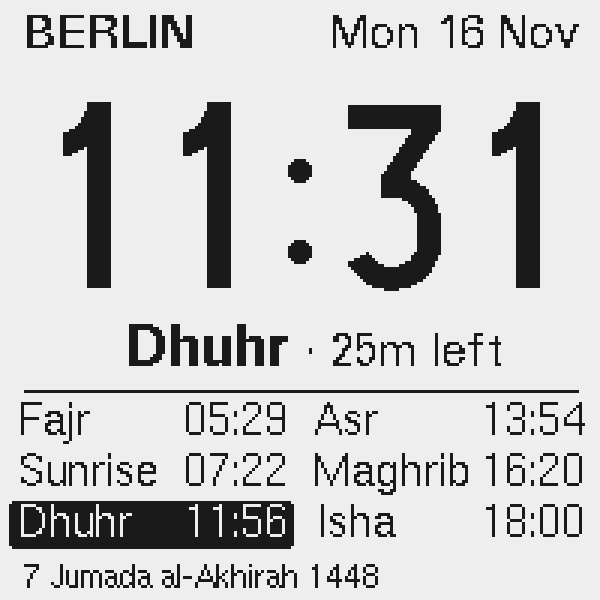 BERLIN Mon 16 Nov
11:31
Dhuhr · 25m left
Fajr 05:29 Asr 13:54
Sunrise 07:22 Maghrib 16:20
Dhuhr 11:56 Isha 18:00
7 Jumada al-Akhirah 1448